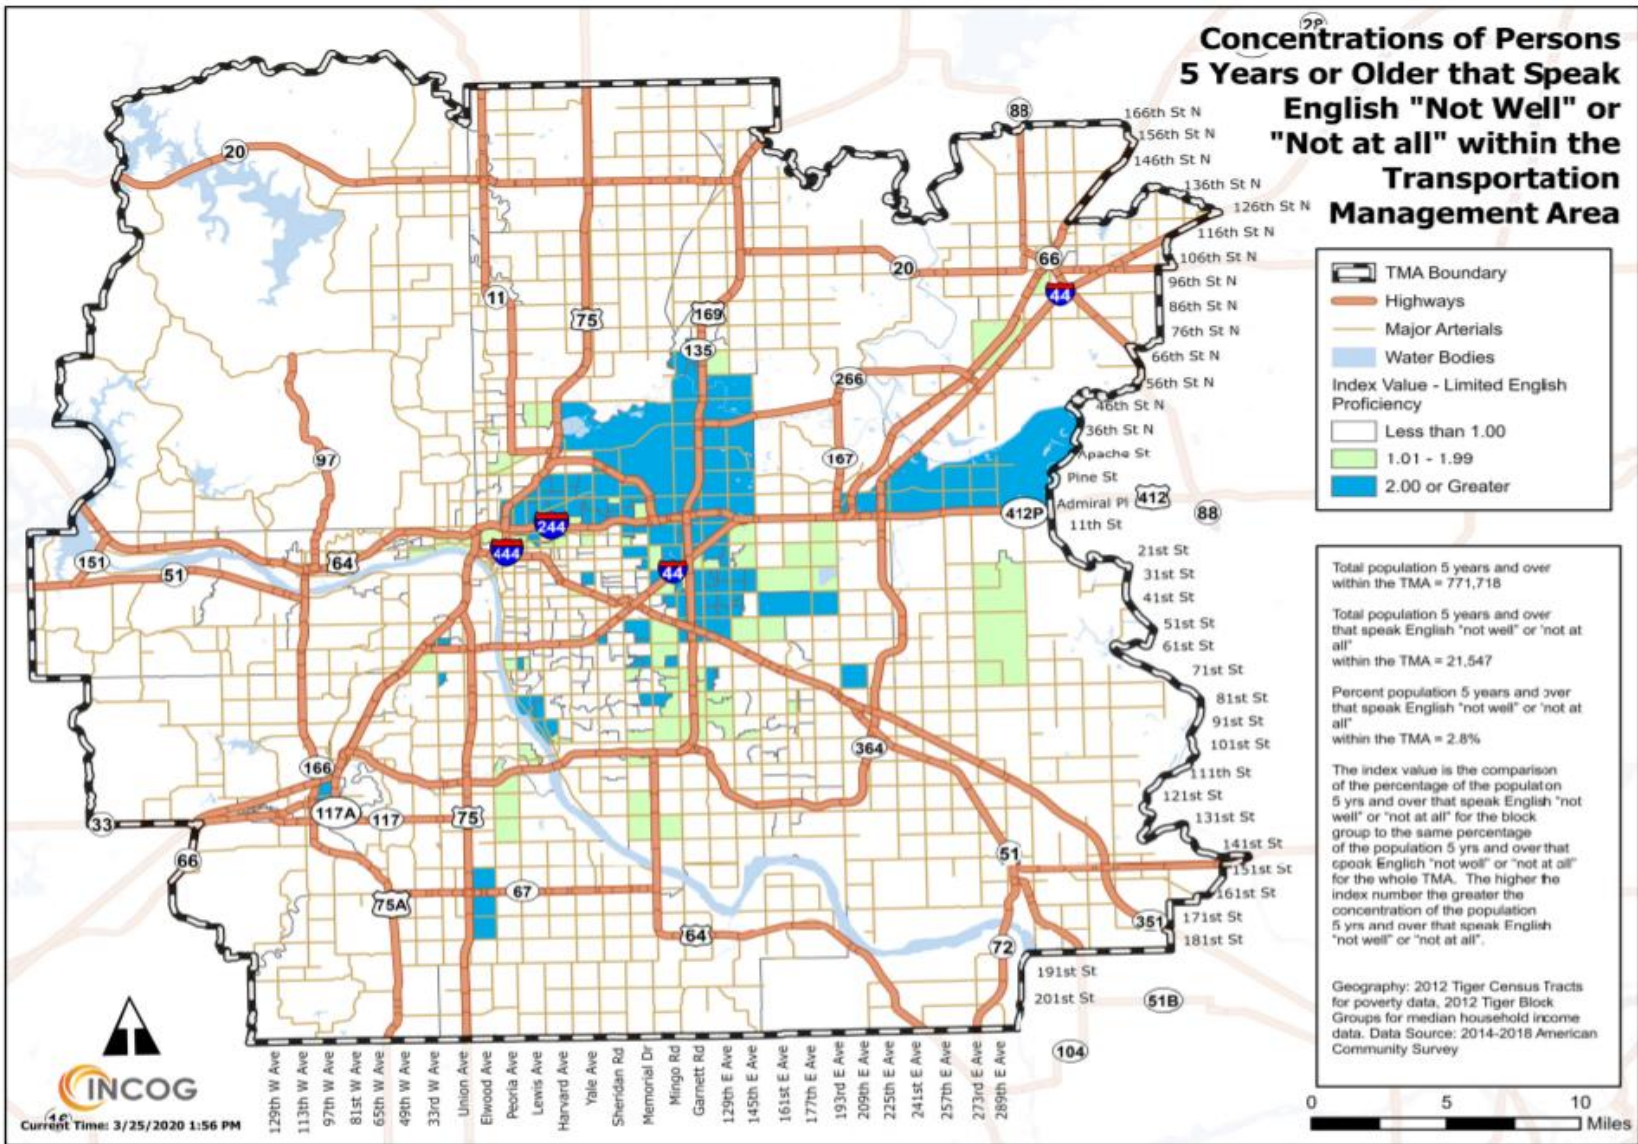 Concentrations of Persons
5 Years or Older that Speak
English "Not Well" or
"Not at all" within the
Transportation
Management Area
TMA Boundary
Highways
Major Arterials
Water Bodies
Index Value - Limited English
Proficiency
Less than 1.00
1.01 - 1.99
2.00 or Greater
Total population 5 years and over
within the TMA = 771,718
Total population 5 years and over
that speak English "not well" or 'not at
all"
within the TMA = 21,547
Percent population 5 years and over
that speak English "not well" or 'not at
all"
within the TMA = 2.8%
The index value is the comparison
of the percentage of the population
5 yrs and over that speak English "not
well" or "not at all" for the block
group to the same percentage
of the population 5 yrs and over that
speak English "not well" or "not at all"
for the whole TMA. The higher the
index number the greater the
concentration of the population
5 yrs and over that speak English
"not well" or "not at all".
Geography: 2012 Tiger Census Tracts
for poverty data, 2012 Tiger Block
Groups for median household income
data. Data Source: 2014-2018 American
Community Survey
0 5 10
Miles
28
88
166th St N
156th St N
146th St N
136th St N
126th St N
116th St N
106th St N
96th St N
86th St N
76th St N
66th St N
56th St N
46th St N
36th St N
Apache St
Pine St
Admiral Pl
11th St
21st St
31st St
41st St
51st St
61st St
71st St
81st St
91st St
101st St
111th St
121st St
131st St
141st St
151st St
161st St
171st St
181st St
191st St
201st St
20
20
66
44
11
75
169
135
266
97
167
412
88
412P
244
444
44
151
51
64
364
166
117A
117
75
33
66
51
67
75A
64
351
72
51B
104
129th W Ave
113th W Ave
97th W Ave
81st W Ave
65th W Ave
49th W Ave
33rd W Ave
Union Ave
Elwood Ave
Peoria Ave
Lewis Ave
Harvard Ave
Yale Ave
Sheridan Rd
Memorial Dr
Mingo Rd
Garnett Rd
129th E Ave
145th E Ave
161st E Ave
177th E Ave
193rd E Ave
209th E Ave
225th E Ave
241st E Ave
257th E Ave
273rd E Ave
289th E Ave
INCOG
16
Current Time: 3/25/2020 1:56 PM